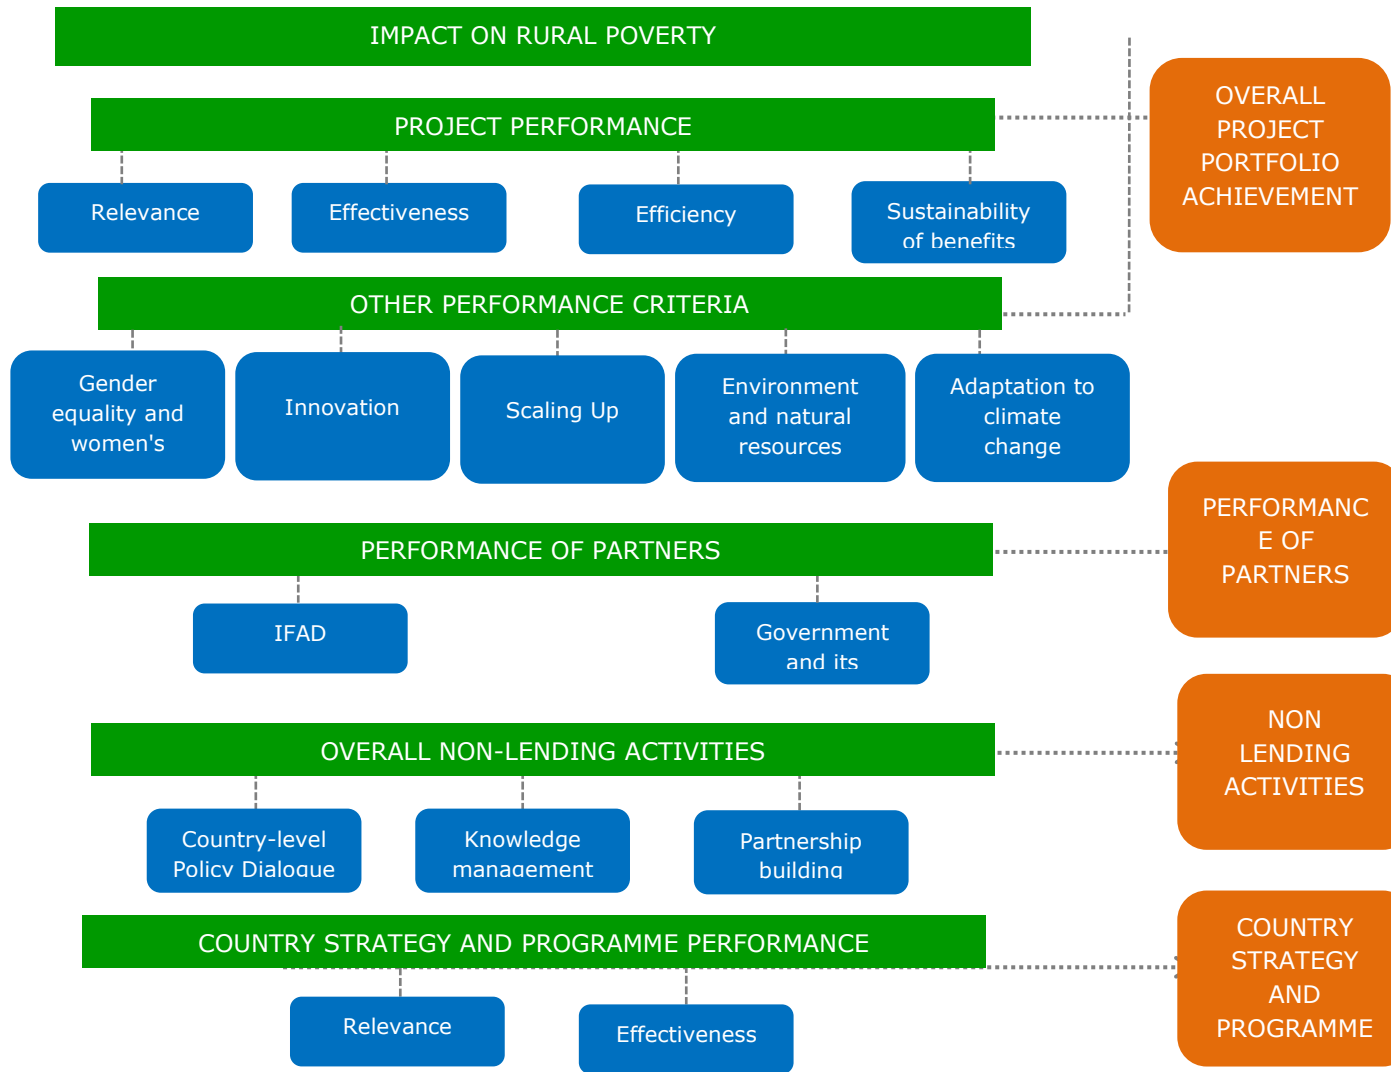 IMPACT ON RURAL POVERTY
OVERALL
PROJECT
PORTFOLIO
ACHIEVEMENT
PROJECT PERFORMANCE
Relevance
Effectiveness
Efficiency
Sustainability
of benefits
OTHER PERFORMANCE CRITERIA
Gender
equality and
women's
Innovation
Scaling Up
Environment
and natural
resources
Adaptation to
climate
change
PERFORMANC
E OF
PARTNERS
PERFORMANCE OF PARTNERS
IFAD
Government
and its
NON
LENDING
ACTIVITIES
OVERALL NON-LENDING ACTIVITIES
Country-level
Policy Dialogue
Knowledge
management
Partnership
building
COUNTRY
STRATEGY
AND
PROGRAMME
COUNTRY STRATEGY AND PROGRAMME PERFORMANCE
Relevance
Effectiveness